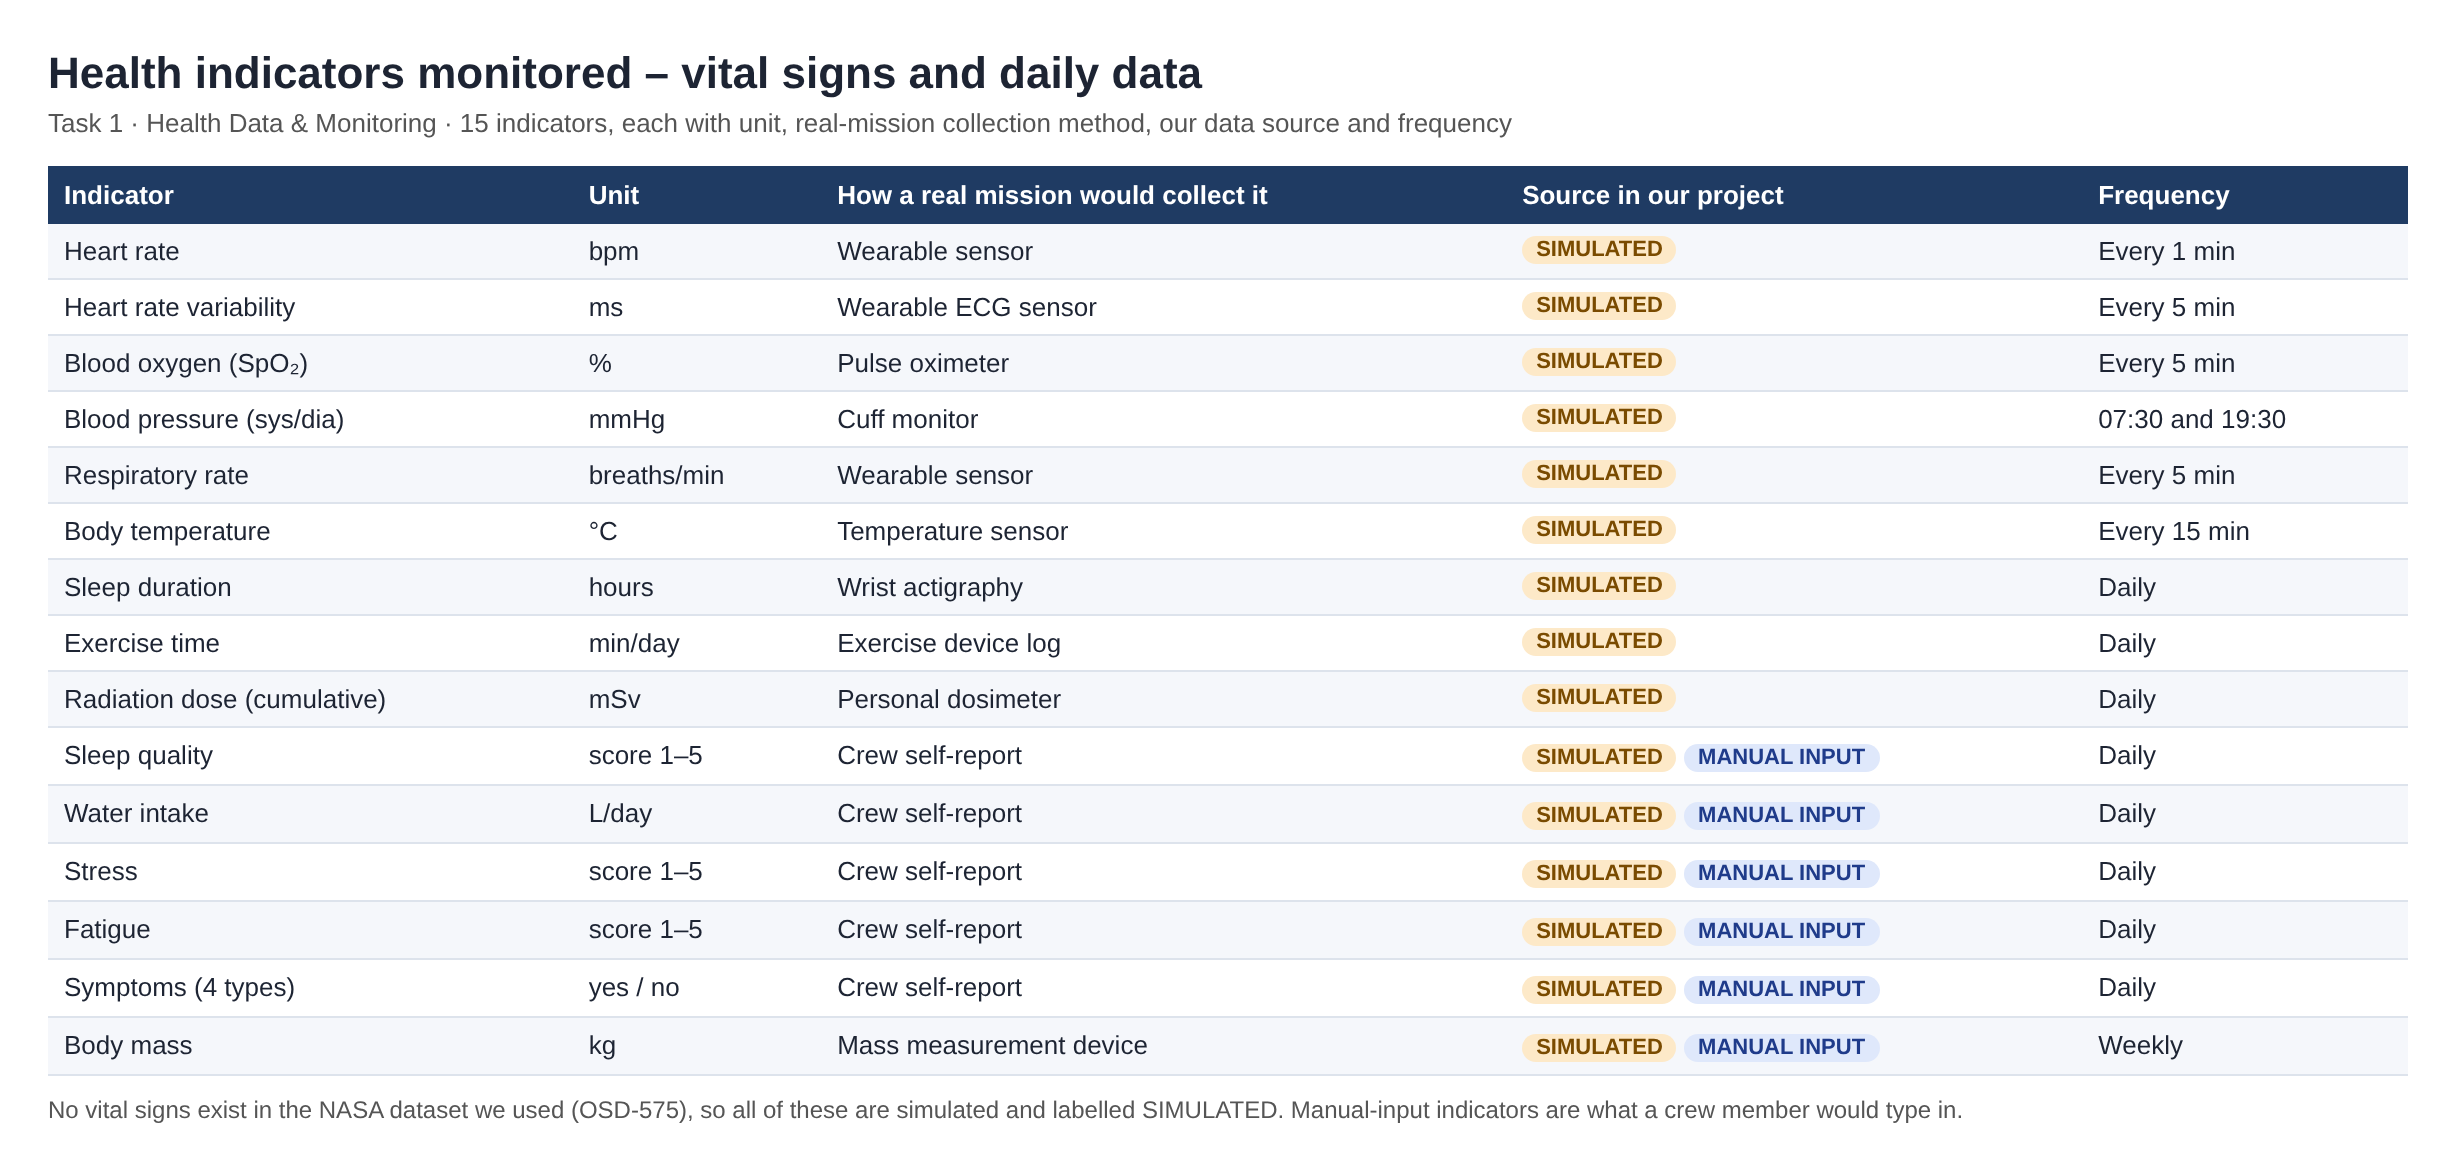 Health indicators monitored – vital signs and daily data
Task 1 · Health Data & Monitoring · 15 indicators, each with unit, real-mission collection method, our data source and frequency
Indicator Unit How a real mission would collect it Source in our project Frequency
Heart rate bpm Wearable sensor SIMULATED Every 1 min
Heart rate variability ms Wearable ECG sensor SIMULATED Every 5 min
Blood oxygen (SpO₂) % Pulse oximeter SIMULATED Every 5 min
Blood pressure (sys/dia) mmHg Cuff monitor SIMULATED 07:30 and 19:30
Respiratory rate breaths/min Wearable sensor SIMULATED Every 5 min
Body temperature °C Temperature sensor SIMULATED Every 15 min
Sleep duration hours Wrist actigraphy SIMULATED Daily
Exercise time min/day Exercise device log SIMULATED Daily
Radiation dose (cumulative) mSv Personal dosimeter SIMULATED Daily
Sleep quality score 1–5 Crew self-report SIMULATED MANUAL INPUT Daily
Water intake L/day Crew self-report SIMULATED MANUAL INPUT Daily
Stress score 1–5 Crew self-report SIMULATED MANUAL INPUT Daily
Fatigue score 1–5 Crew self-report SIMULATED MANUAL INPUT Daily
Symptoms (4 types) yes / no Crew self-report SIMULATED MANUAL INPUT Daily
Body mass kg Mass measurement device SIMULATED MANUAL INPUT Weekly
No vital signs exist in the NASA dataset we used (OSD-575), so all of these are simulated and labelled SIMULATED. Manual-input indicators are what a crew member would type in.